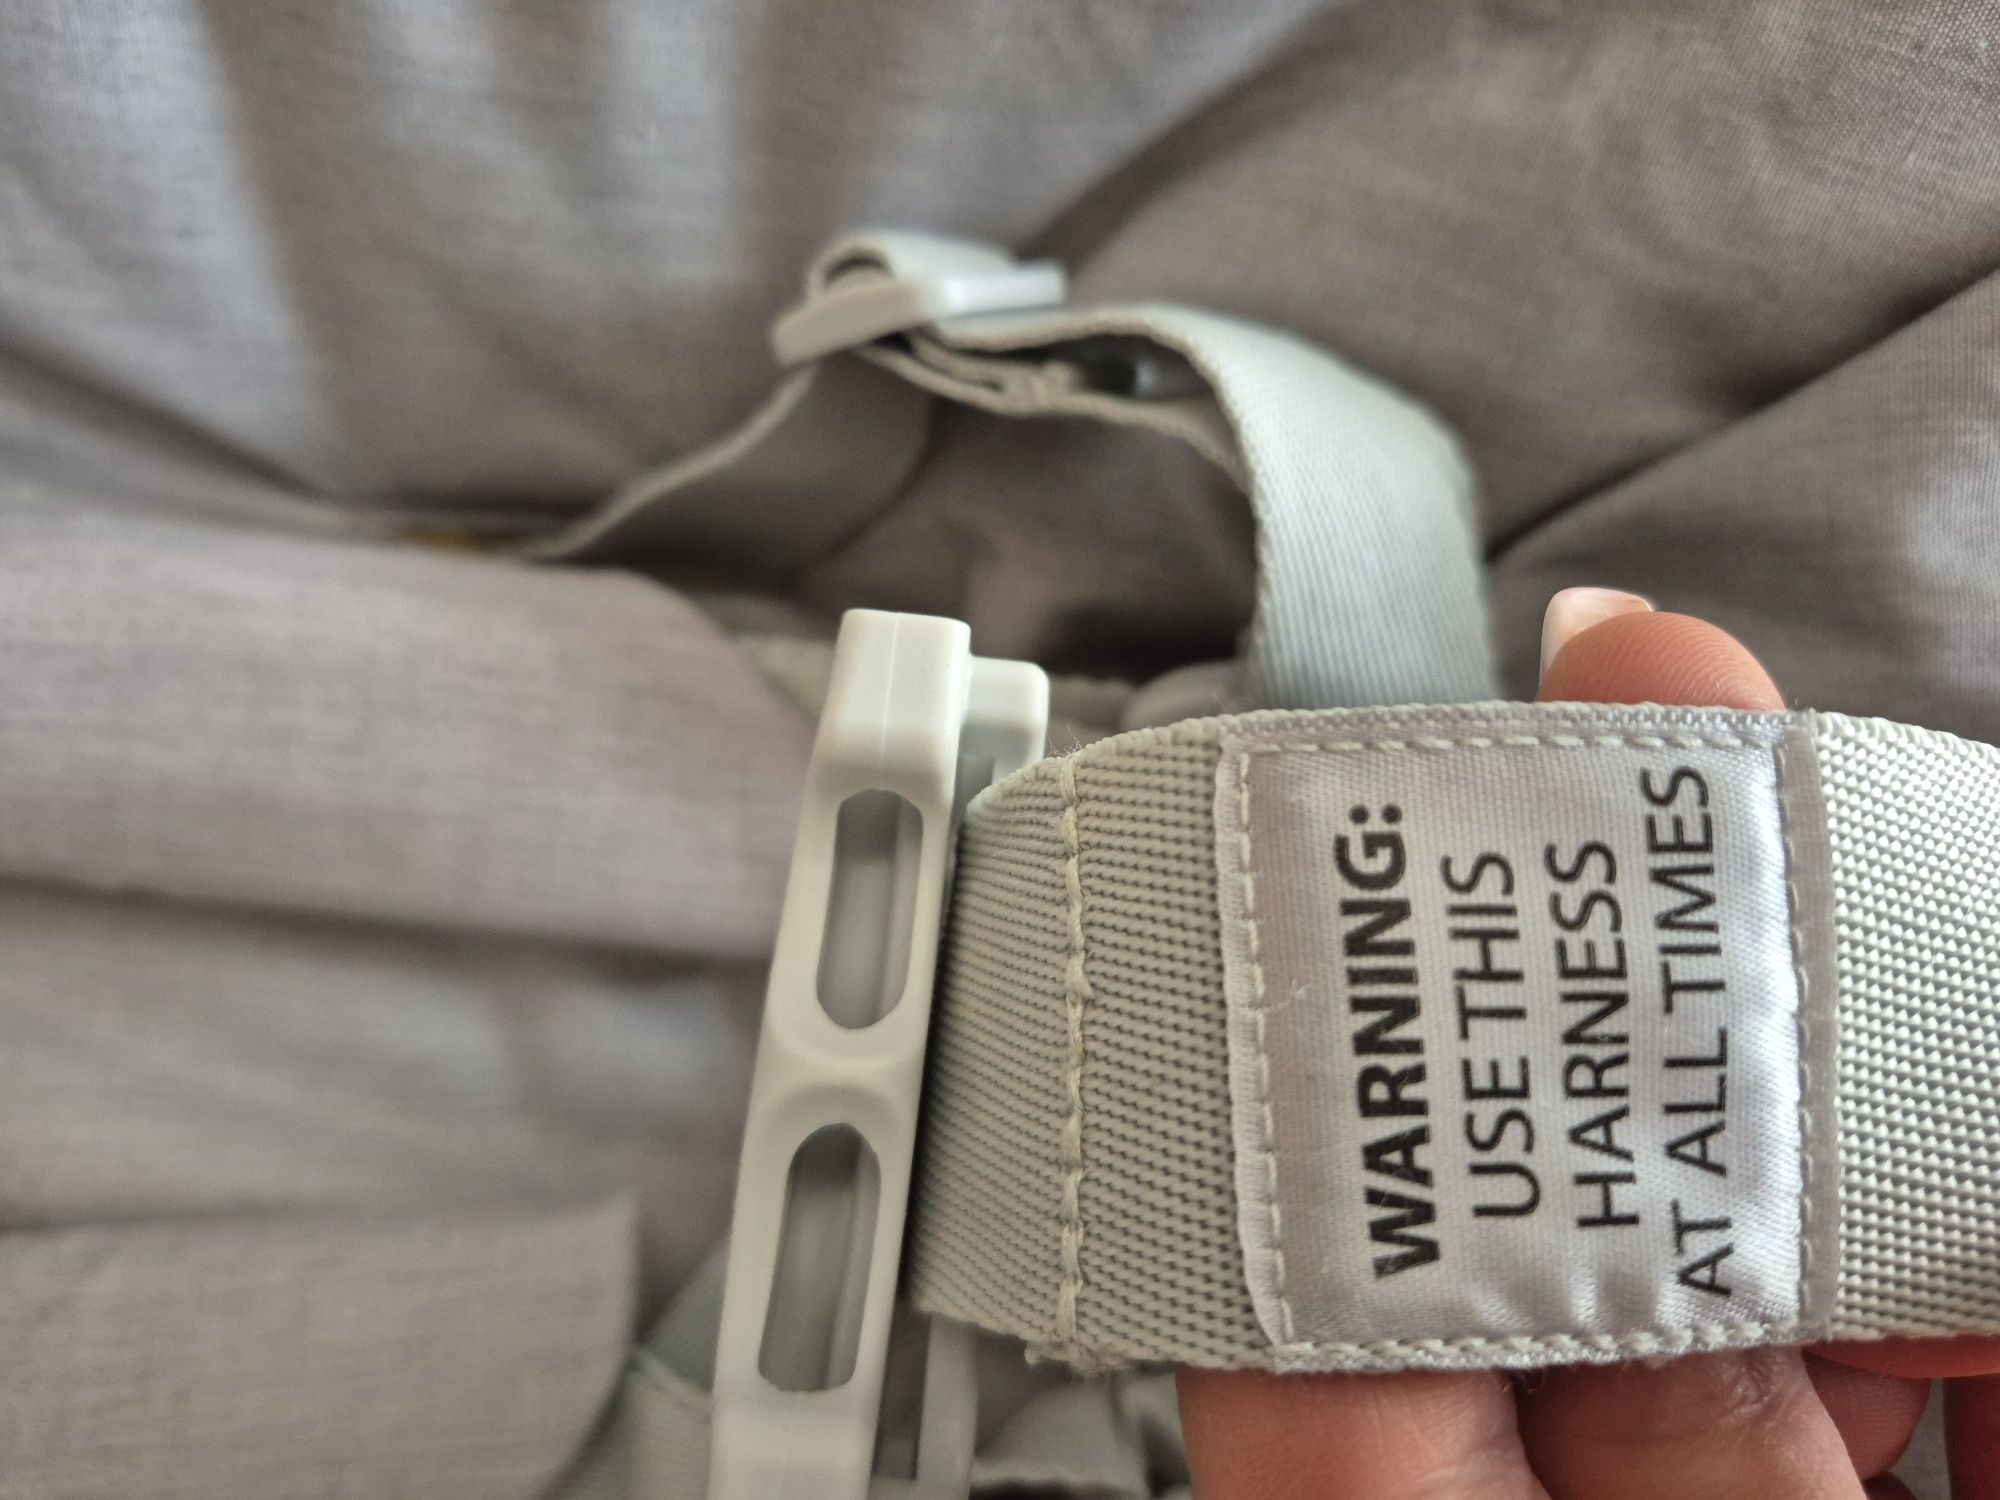 WARNING:
USE THIS
HARNESS
AT ALL TIMES